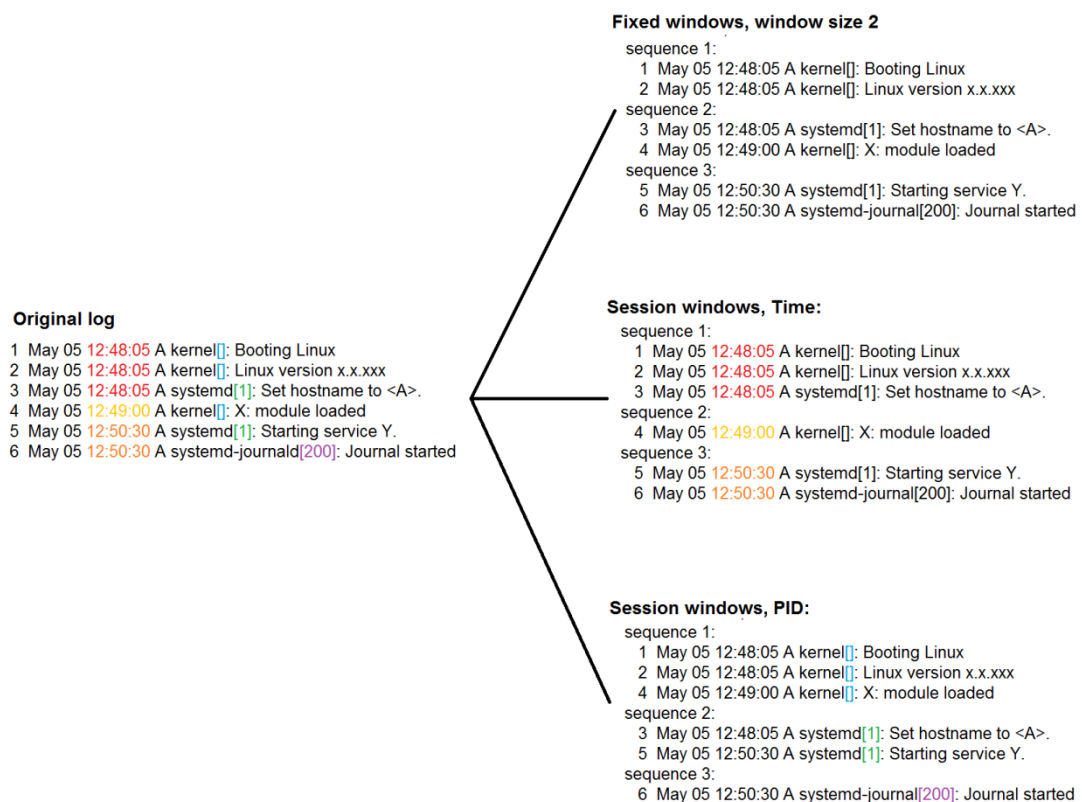 Fixed windows, window size 2
sequence 1:
1 May 05 12:48:05 A kernel[]: Booting Linux
2 May 05 12:48:05 A kernel[]: Linux version x.x.xxx
sequence 2:
3 May 05 12:48:05 A systemd[1]: Set hostname to <A>.
4 May 05 12:49:00 A kernel[]: X: module loaded
sequence 3:
5 May 05 12:50:30 A systemd[1]: Starting service Y.
6 May 05 12:50:30 A systemd-journal[200]: Journal started
Original log
1 May 05 12:48:05 A kernel[]: Booting Linux
2 May 05 12:48:05 A kernel[]: Linux version x.x.xxx
3 May 05 12:48:05 A systemd[1]: Set hostname to <A>.
4 May 05 12:49:00 A kernel[]: X: module loaded
5 May 05 12:50:30 A systemd[1]: Starting service Y.
6 May 05 12:50:30 A systemd-journald[200]: Journal started
Session windows, Time:
sequence 1:
1 May 05 12:48:05 A kernel[]: Booting Linux
2 May 05 12:48:05 A kernel[]: Linux version x.x.xxx
3 May 05 12:48:05 A systemd[1]: Set hostname to <A>.
sequence 2:
4 May 05 12:49:00 A kernel[]: X: module loaded
sequence 3:
5 May 05 12:50:30 A systemd[1]: Starting service Y.
6 May 05 12:50:30 A systemd-journal[200]: Journal started
Session windows, PID:
sequence 1:
1 May 05 12:48:05 A kernel[]: Booting Linux
2 May 05 12:48:05 A kernel[]: Linux version x.x.xxx
4 May 05 12:49:00 A kernel[]: X: module loaded
sequence 2:
3 May 05 12:48:05 A systemd[1]: Set hostname to <A>.
5 May 05 12:50:30 A systemd[1]: Starting service Y.
sequence 3:
6 May 05 12:50:30 A systemd-journal[200]: Journal started